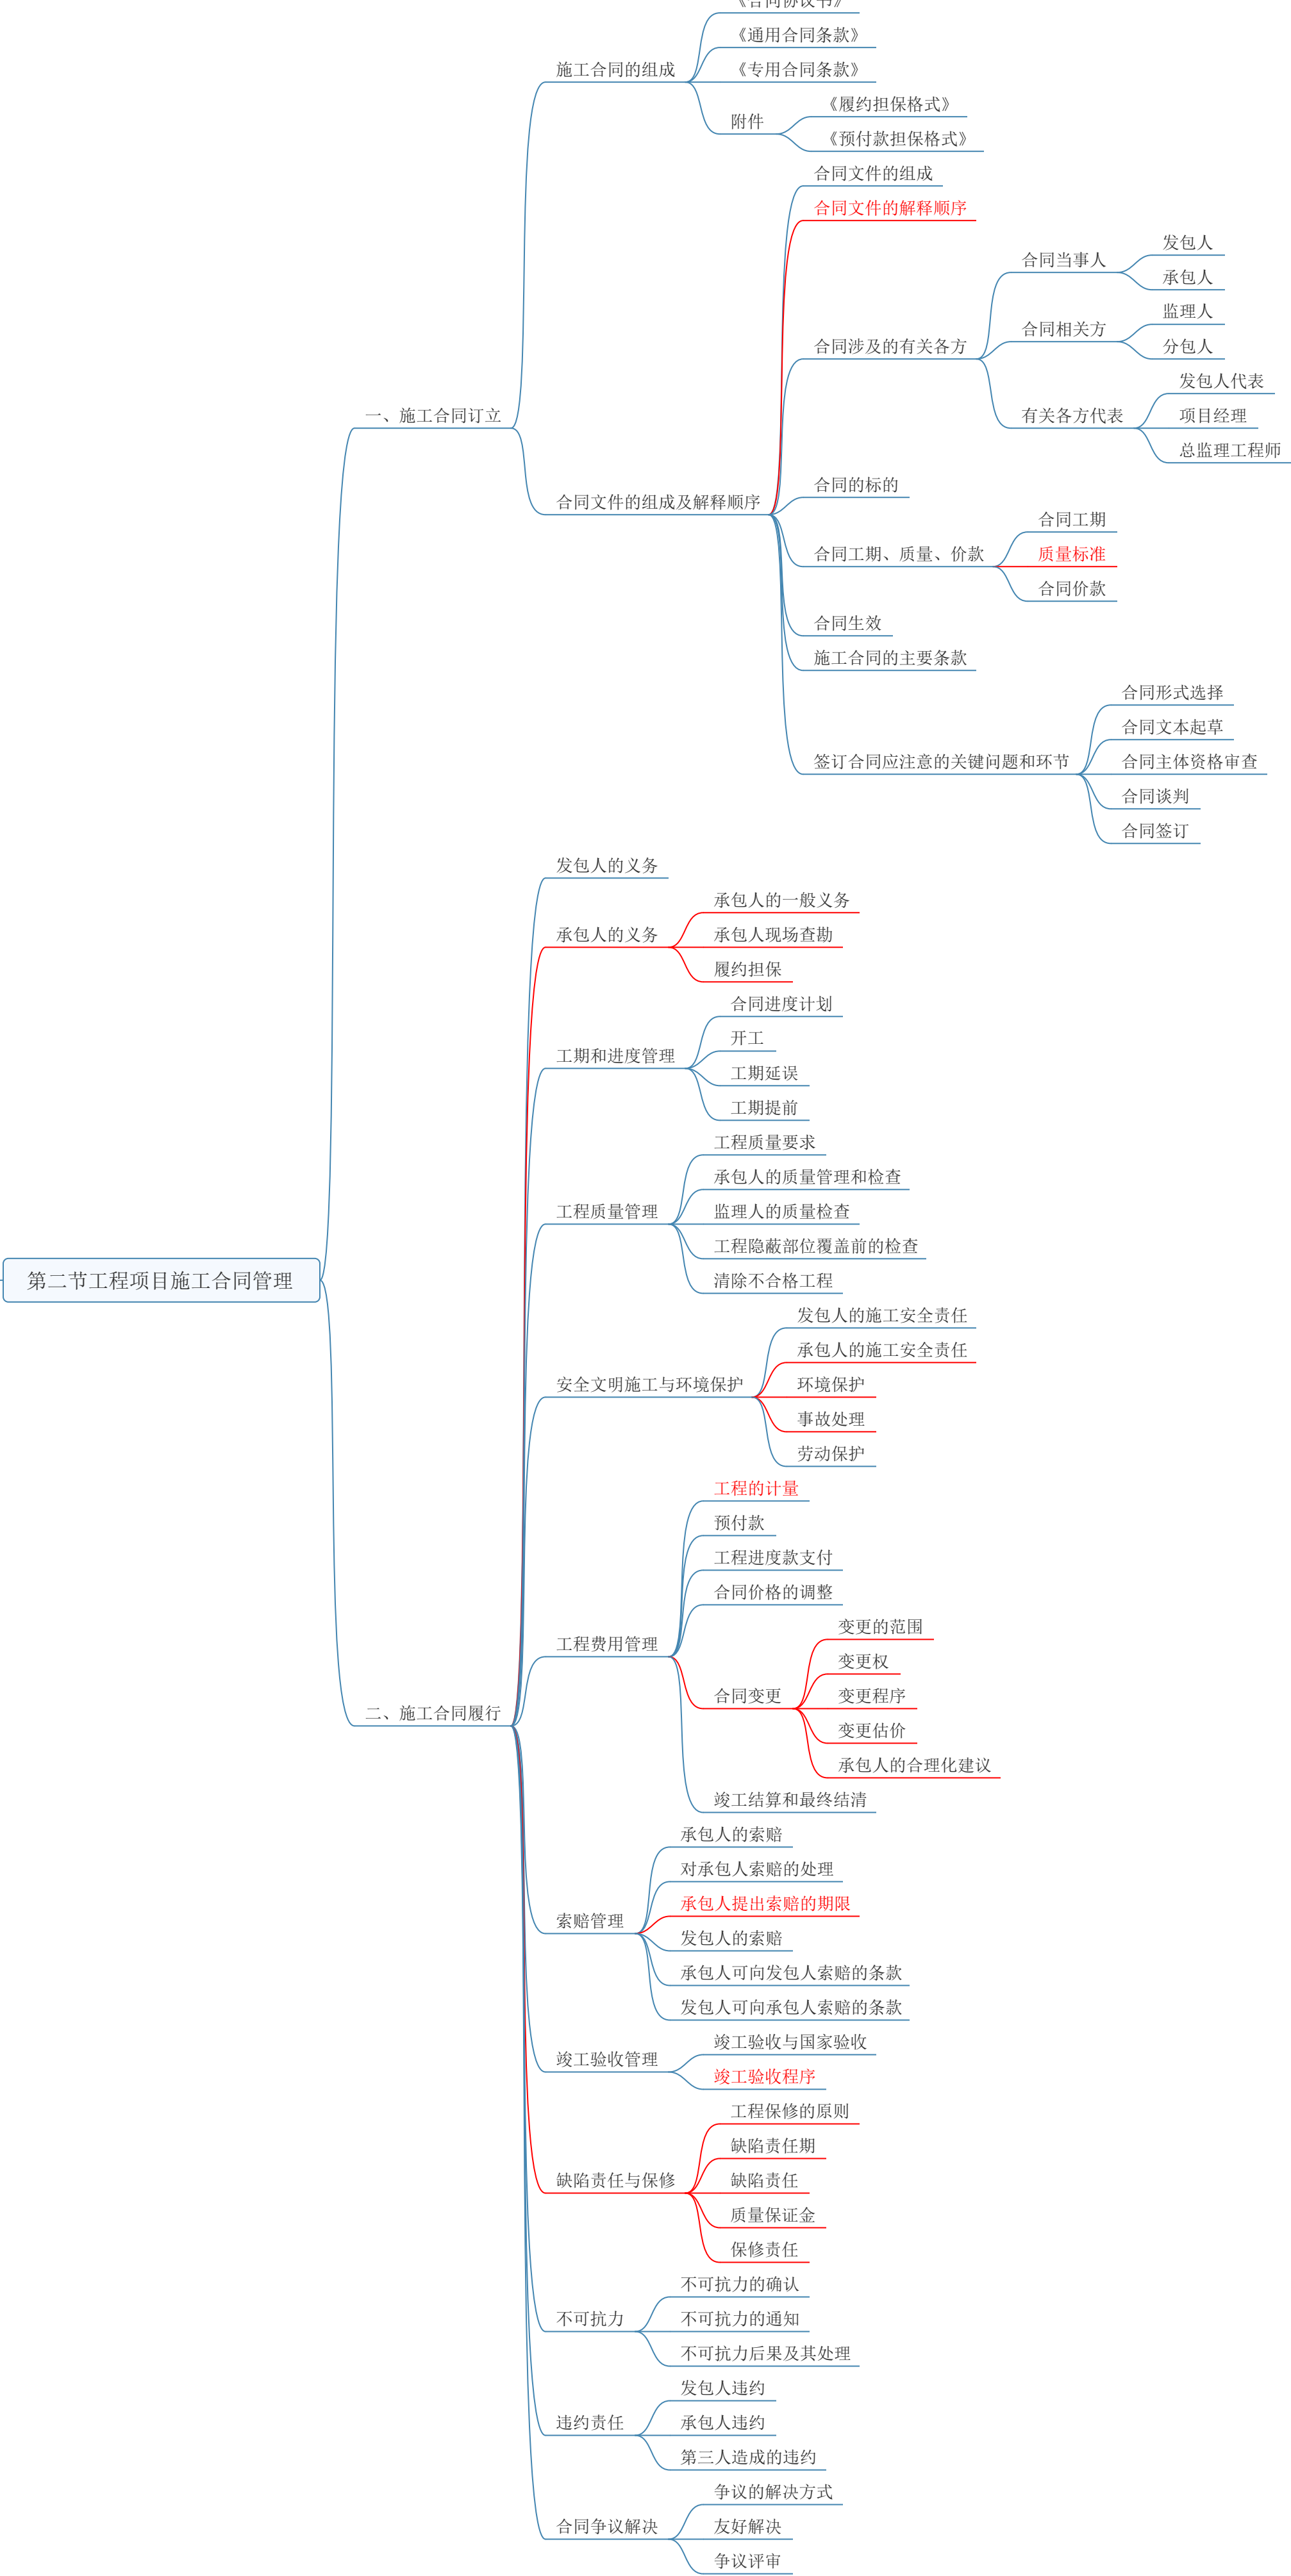 《合同协议书》
《通用合同条款》
施工合同的组成
《专用合同条款》
《履约担保格式》
附件
《预付款担保格式》
合同文件的组成
合同文件的解释顺序
发包人
合同当事人
承包人
监理人
合同相关方
合同涉及的有关各方
分包人
发包人代表
一、施工合同订立
有关各方代表
项目经理
总监理工程师
合同的标的
合同文件的组成及解释顺序
合同工期
合同工期、质量、价款
质量标准
合同价款
合同生效
施工合同的主要条款
合同形式选择
合同文本起草
签订合同应注意的关键问题和环节
合同主体资格审查
合同谈判
合同签订
发包人的义务
承包人的一般义务
承包人的义务
承包人现场查勘
履约担保
合同进度计划
开工
工期和进度管理
工期延误
工期提前
工程质量要求
承包人的质量管理和检查
工程质量管理
监理人的质量检查
工程隐蔽部位覆盖前的检查
第二节工程项目施工合同管理
清除不合格工程
发包人的施工安全责任
承包人的施工安全责任
安全文明施工与环境保护
环境保护
事故处理
劳动保护
工程的计量
预付款
工程进度款支付
合同价格的调整
变更的范围
工程费用管理
变更权
合同变更
变更程序
二、施工合同履行
变更估价
承包人的合理化建议
竣工结算和最终结清
承包人的索赔
对承包人索赔的处理
承包人提出索赔的期限
索赔管理
发包人的索赔
承包人可向发包人索赔的条款
发包人可向承包人索赔的条款
竣工验收与国家验收
竣工验收管理
竣工验收程序
工程保修的原则
缺陷责任期
缺陷责任与保修
缺陷责任
质量保证金
保修责任
不可抗力的确认
不可抗力
不可抗力的通知
不可抗力后果及其处理
发包人违约
违约责任
承包人违约
第三人造成的违约
争议的解决方式
合同争议解决
友好解决
争议评审